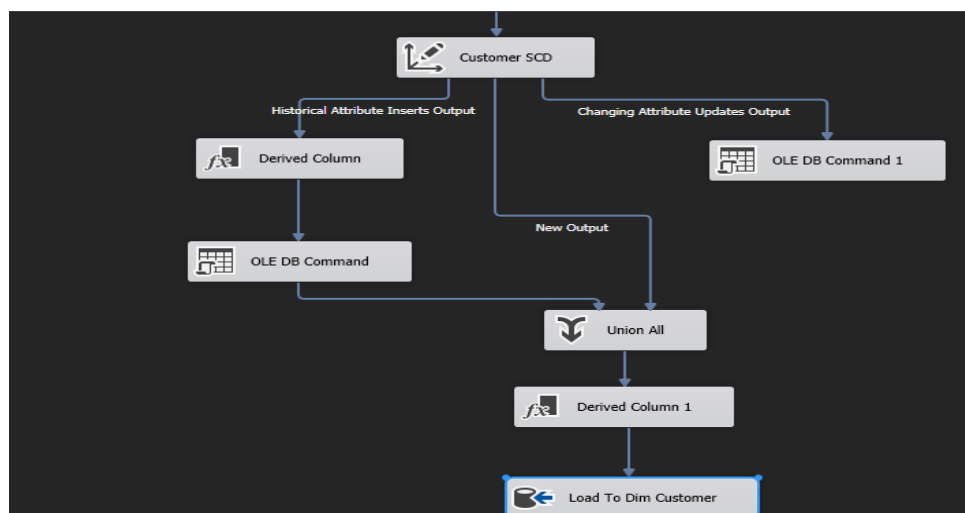 Customer SCD
Historical Attribute Inserts Output
Changing Attribute Updates Output
Derived Column
OLE DB Command 1
New Output
OLE DB Command
Union All
Derived Column 1
Load To Dim Customer